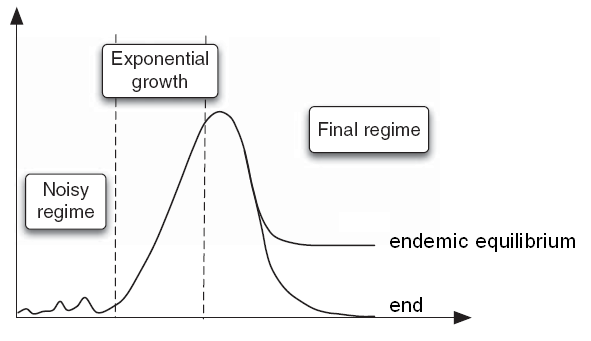 Exponential
growth
Final regime
Noisy
regime
endemic equilibrium
end